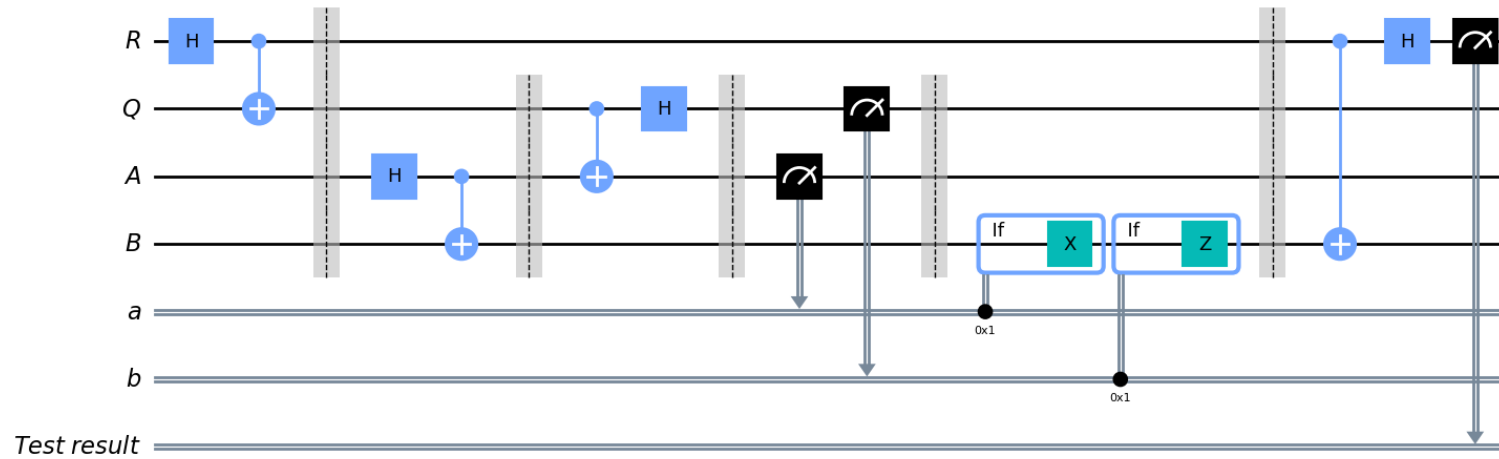 R H H
Q H
A H
B If X If Z
a 0x1
b 0x1
Test result